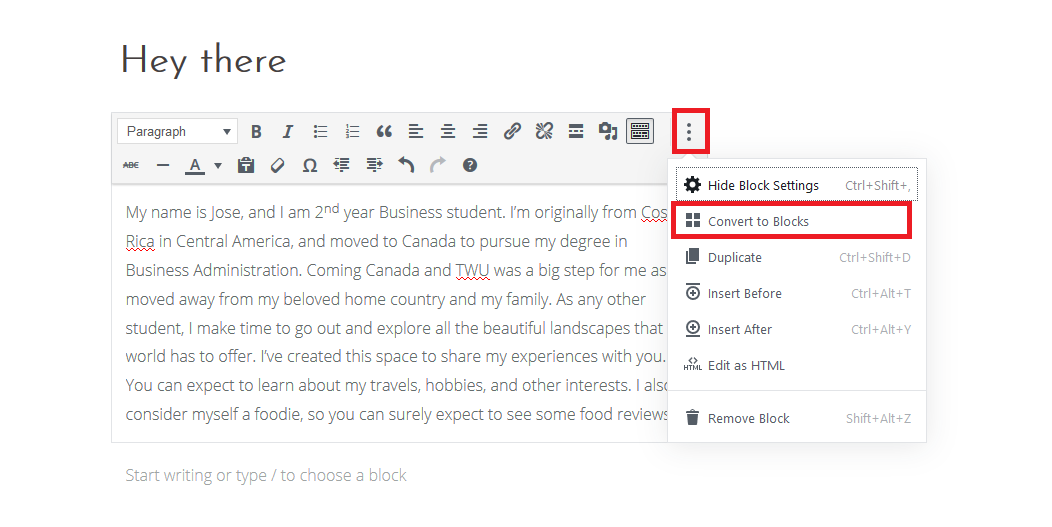 Hey there
Paragraph
B I
ABC A Ω
My name is Jose, and I am 2nd year Business student. I’m originally from Cos
Rica in Central America, and moved to Canada to pursue my degree in
Business Administration. Coming Canada and TWU was a big step for me as
moved away from my beloved home country and my family. As any other
student, I make time to go out and explore all the beautiful landscapes that
world has to offer. I’ve created this space to share my experiences with you.
You can expect to learn about my travels, hobbies, and other interests. I also
consider myself a foodie, so you can surely expect to see some food reviews
Start writing or type / to choose a block
Hide Block Settings Ctrl+Shift+,
Convert to Blocks
Duplicate Ctrl+Shift+D
Insert Before Ctrl+Alt+T
Insert After Ctrl+Alt+Y
HTML Edit as HTML
Remove Block Shift+Alt+Z